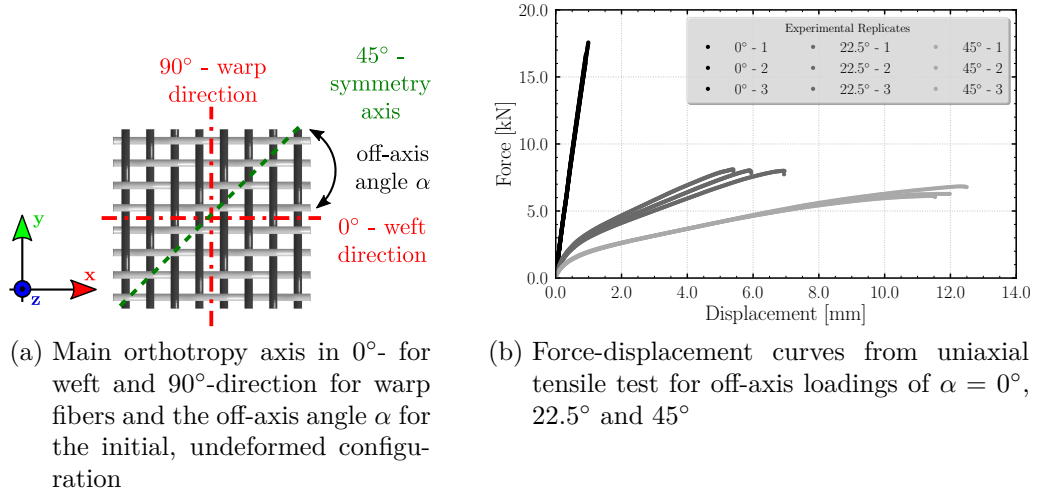 90° - warp
direction
45° -
symmetry
axis
off-axis
angle α
0° - weft
direction
y
x
z
Experimental Replicates
0° - 1
22.5° - 1
45° - 1
0° - 2
22.5° - 2
45° - 2
0° - 3
22.5° - 3
45° - 3
Force [kN]
20.0
15.0
10.0
5.0
0.0
0.0 2.0 4.0 6.0 8.0 10.0 12.0 14.0
Displacement [mm]
(a) Main orthotropy axis in 0°- for
weft and 90°-direction for warp
fibers and the off-axis angle α for
the initial, undeformed configu-
ration
(b) Force-displacement curves from uniaxial
tensile test for off-axis loadings of α = 0°,
22.5° and 45°